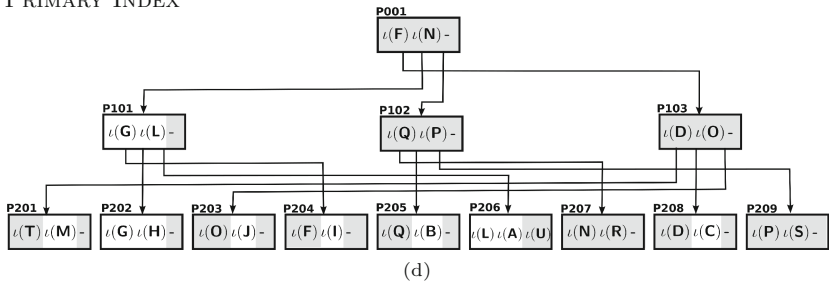 PRIMARY INDEX
P001
ι(F) ι(N) -
P101
ι(G) ι(L) -
P102
ι(Q) ι(P) -
P103
ι(D) ι(O) -
P201
ι(T) ι(M) -
P202
ι(G) ι(H) -
P203
ι(O) ι(J) -
P204
ι(F) ι(I) -
P205
ι(Q) ι(B) -
P206
ι(L) ι(A) ι(U)
P207
ι(N) ι(R) -
P208
ι(D) ι(C) -
P209
ι(P) ι(S) -
(d)